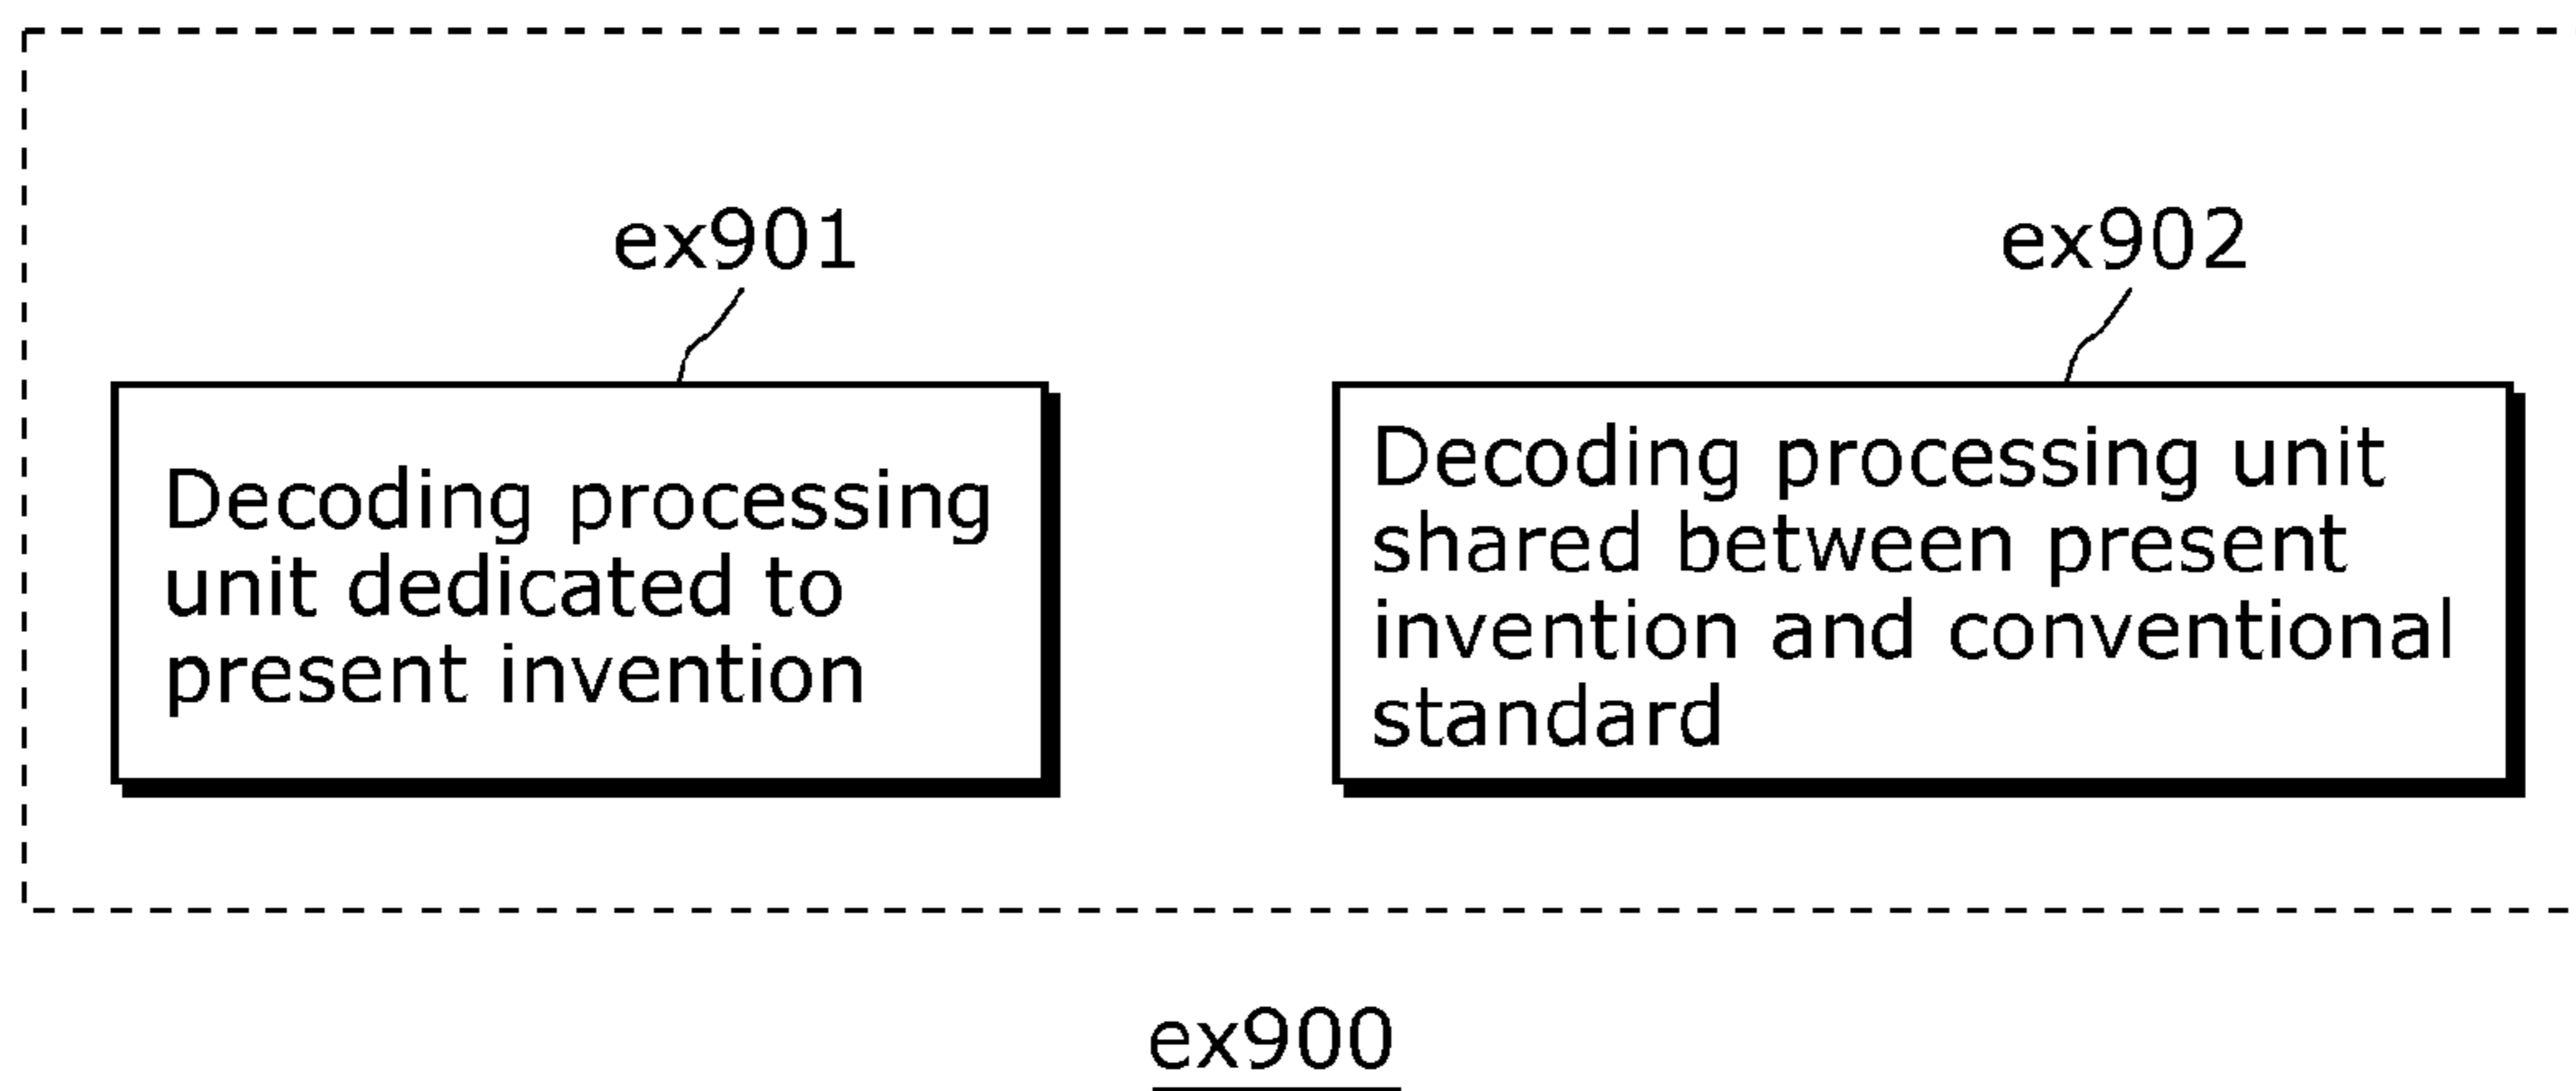 ex901
ex902
Decoding processing
unit dedicated to
present invention
Decoding processing unit
shared between present
invention and conventional
standard
ex900